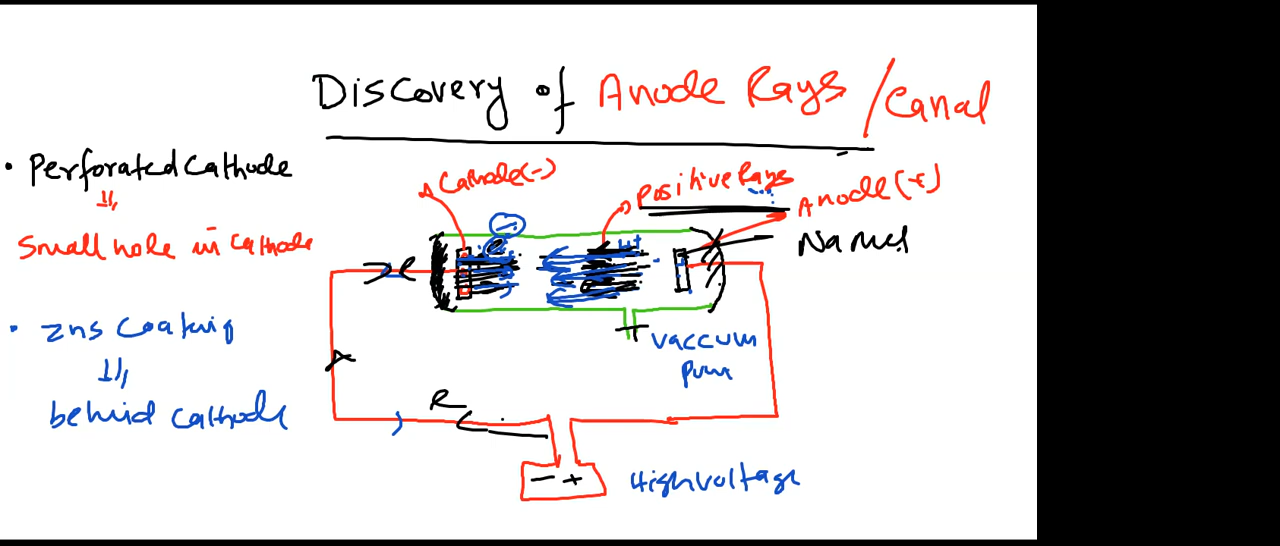 Discovery of Anode Rays /Canal
• Perforated Cathode
Small hole in Cathode
• Zns Coating
behind Cathode
Cathode(-)
Positive Rays
Anode(+)
Named
H+
Vaccum
Pum
e
- +
High voltage